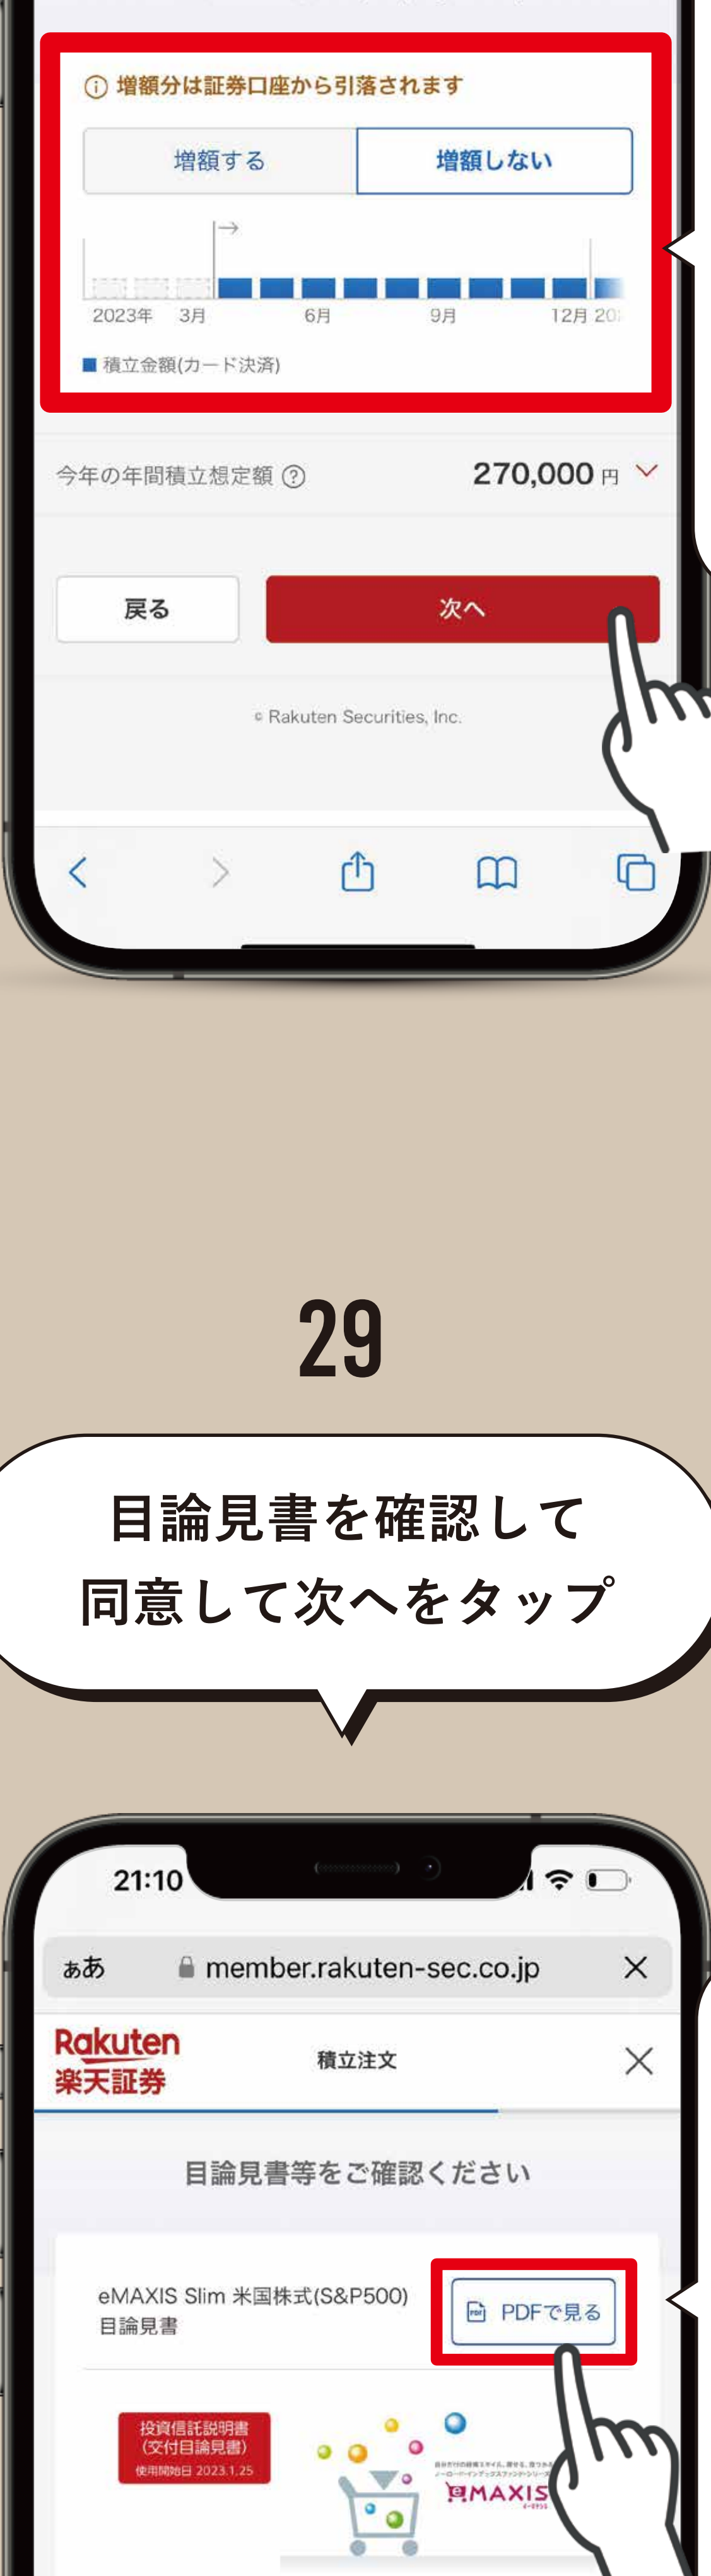 増額分は証券口座から引落されます
増額する 増額しない
2023年 3月 6月 9月 12月 20
積立金額(カード決済)
今年の年間積立想定額 ? 270,000 円
戻る 次へ
© Rakuten Securities, Inc.
29
目論見書を確認して
同意して次へをタップ
21:10
ぁあ member.rakuten-sec.co.jp
Rakuten
楽天証券
積立注文
目論見書等をご確認ください
eMAXIS Slim 米国株式(S&P500)
目論見書
PDF PDFで見る
投資信託説明書
(交付目論見書)
使用開始日 2023.1.25
eMAXIS
イーマクシス